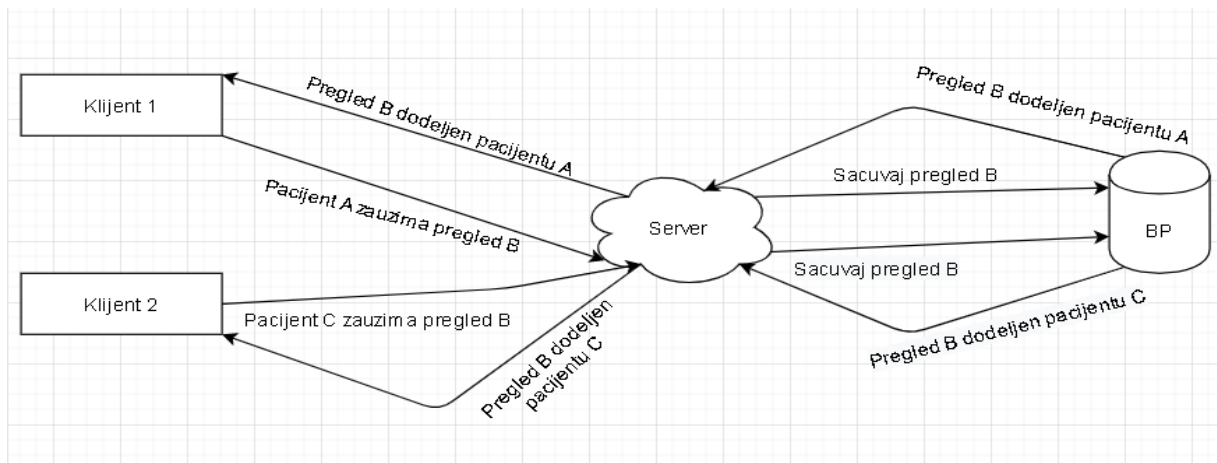 Klijent 1
Pregled B dodeljen pacijentu A
Pacijent A zauzima pregled B
Klijent 2
Pacijent C zauzima pregled B
Pregled B dodeljen
pacijentu C
Server
Pregled B dodeljen pacijentu A
Sacuvaj pregled B
Sacuvaj pregled B
Pregled B dodeljen pacijentu C
BP